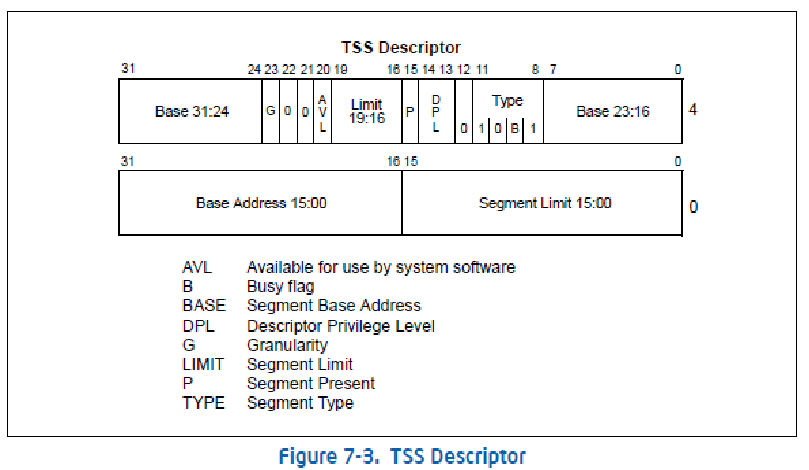 TSS Descriptor
31 24 23 22 21 20 19 16 15 14 13 12 11 8 7 0
Base 31:24 G 0 0 AVL Limit 19:16 P DPL 0 Type 1 0 B 1 Base 23:16 4
31 16 15 0
Base Address 15:00 Segment Limit 15:00 0
AVL Available for use by system software
B Busy flag
BASE Segment Base Address
DPL Descriptor Privilege Level
G Granularity
LIMIT Segment Limit
P Segment Present
TYPE Segment Type
Figure 7-3. TSS Descriptor